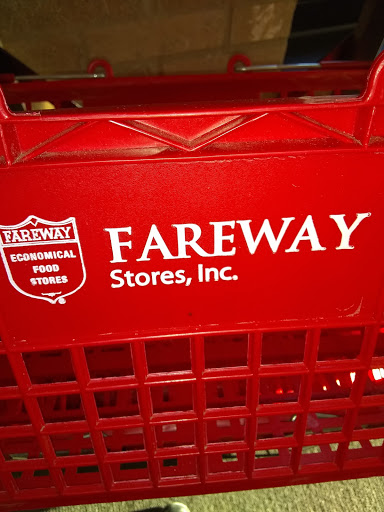 FAREWAY
ECONOMICAL
FOOD
STORES
FAREWAY
Stores, Inc.